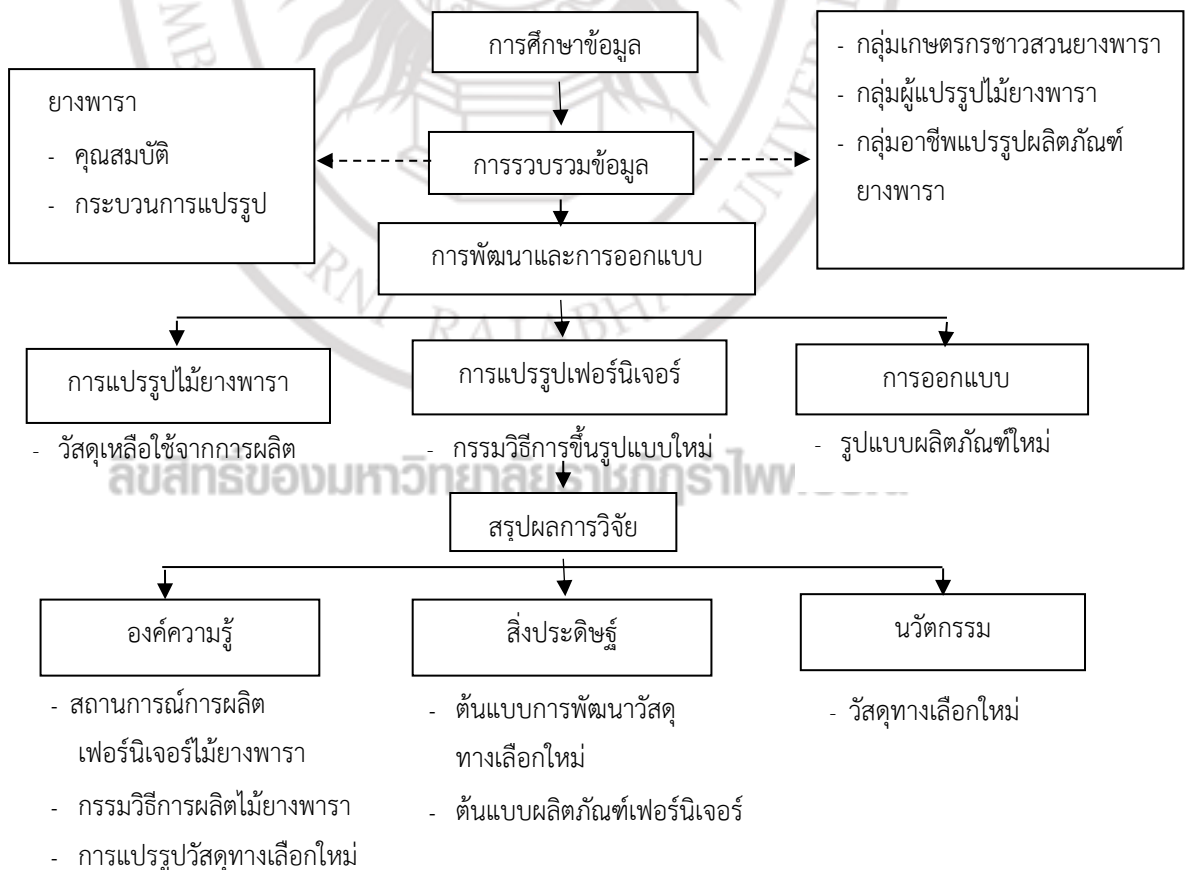 การศึกษาข้อมูล
ยางพารา
- คุณสมบัติ
- กระบวนการแปรรูป
การรวบรวมข้อมูล
- กลุ่มเกษตรกรชาวสวนยางพารา
- กลุ่มผู้แปรรูปไม้ยางพารา
- กลุ่มอาชีพแปรรูปผลิตภัณฑ์
ยางพารา
การพัฒนาและการออกแบบ
RAJABH
การแปรรูปไม้ยางพารา
- วัสดุเหลือใช้จากการผลิต
การแปรรูปเฟอร์นิเจอร์
- กรรมวิธีการขึ้นรูปแบบใหม่
การออกแบบ
- รูปแบบผลิตภัณฑ์ใหม่
ลิขสิทธิ์ของมหาวิทยาลัยราชภัฏรำไพพ
สรุปผลการวิจัย
องค์ความรู้
- สถานการณ์การผลิต
เฟอร์นิเจอร์ไม้ยางพารา
- กรรมวิธีการผลิตไม้ยางพารา
- การแปรรูปวัสดุทางเลือกใหม่
สิ่งประดิษฐ์
- ต้นแบบการพัฒนาวัสดุ
ทางเลือกใหม่
- ต้นแบบผลิตภัณฑ์เฟอร์นิเจอร์
นวัตกรรม
- วัสดุทางเลือกใหม่